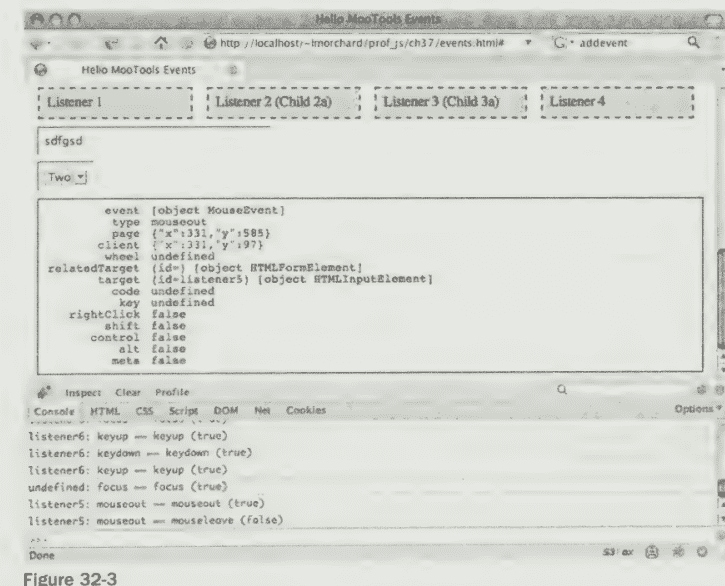 Hello MooTools Events
http://localhost/~lmorchard/prof_js/ch37/events.html#
addevent
Hello MooTools Events
Listener 1
Listener 2 (Child 2a)
Listener 3 (Child 3a)
Listener 4
sdfgsd
Two
event [object MouseEvent]
type mouseout
page {"x":331,"y":585}
client {"x":331,"y":97}
wheel undefined
relatedTarget (id=) [object HTMLFormElement]
target (id=listener5) [object HTMLInputElement]
code undefined
key undefined
rightClick false
shift false
control false
alt false
meta false
Inspect Clear Profile
Console HTML CSS Script DOM Net Cookies
Options
listener6: keyup — keyup (true)
listener6: keydown — keydown (true)
listener6: keyup — keyup (true)
undefined: focus — focus (true)
listener5: mouseout — mouseout (true)
listener5: mouseout — mouseleave (false)
>>>
Done
Figure 32-3